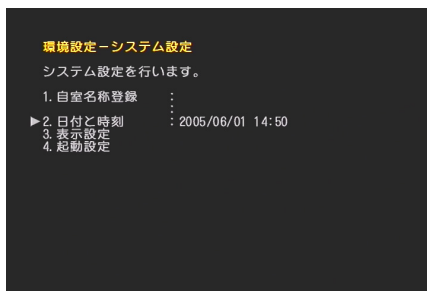 環境設定－システム設定
システム設定を行います。
1. 自室名称登録　：
：
▶2. 日付と時刻　：2005/06/01 14:50
3. 表示設定
4. 起動設定